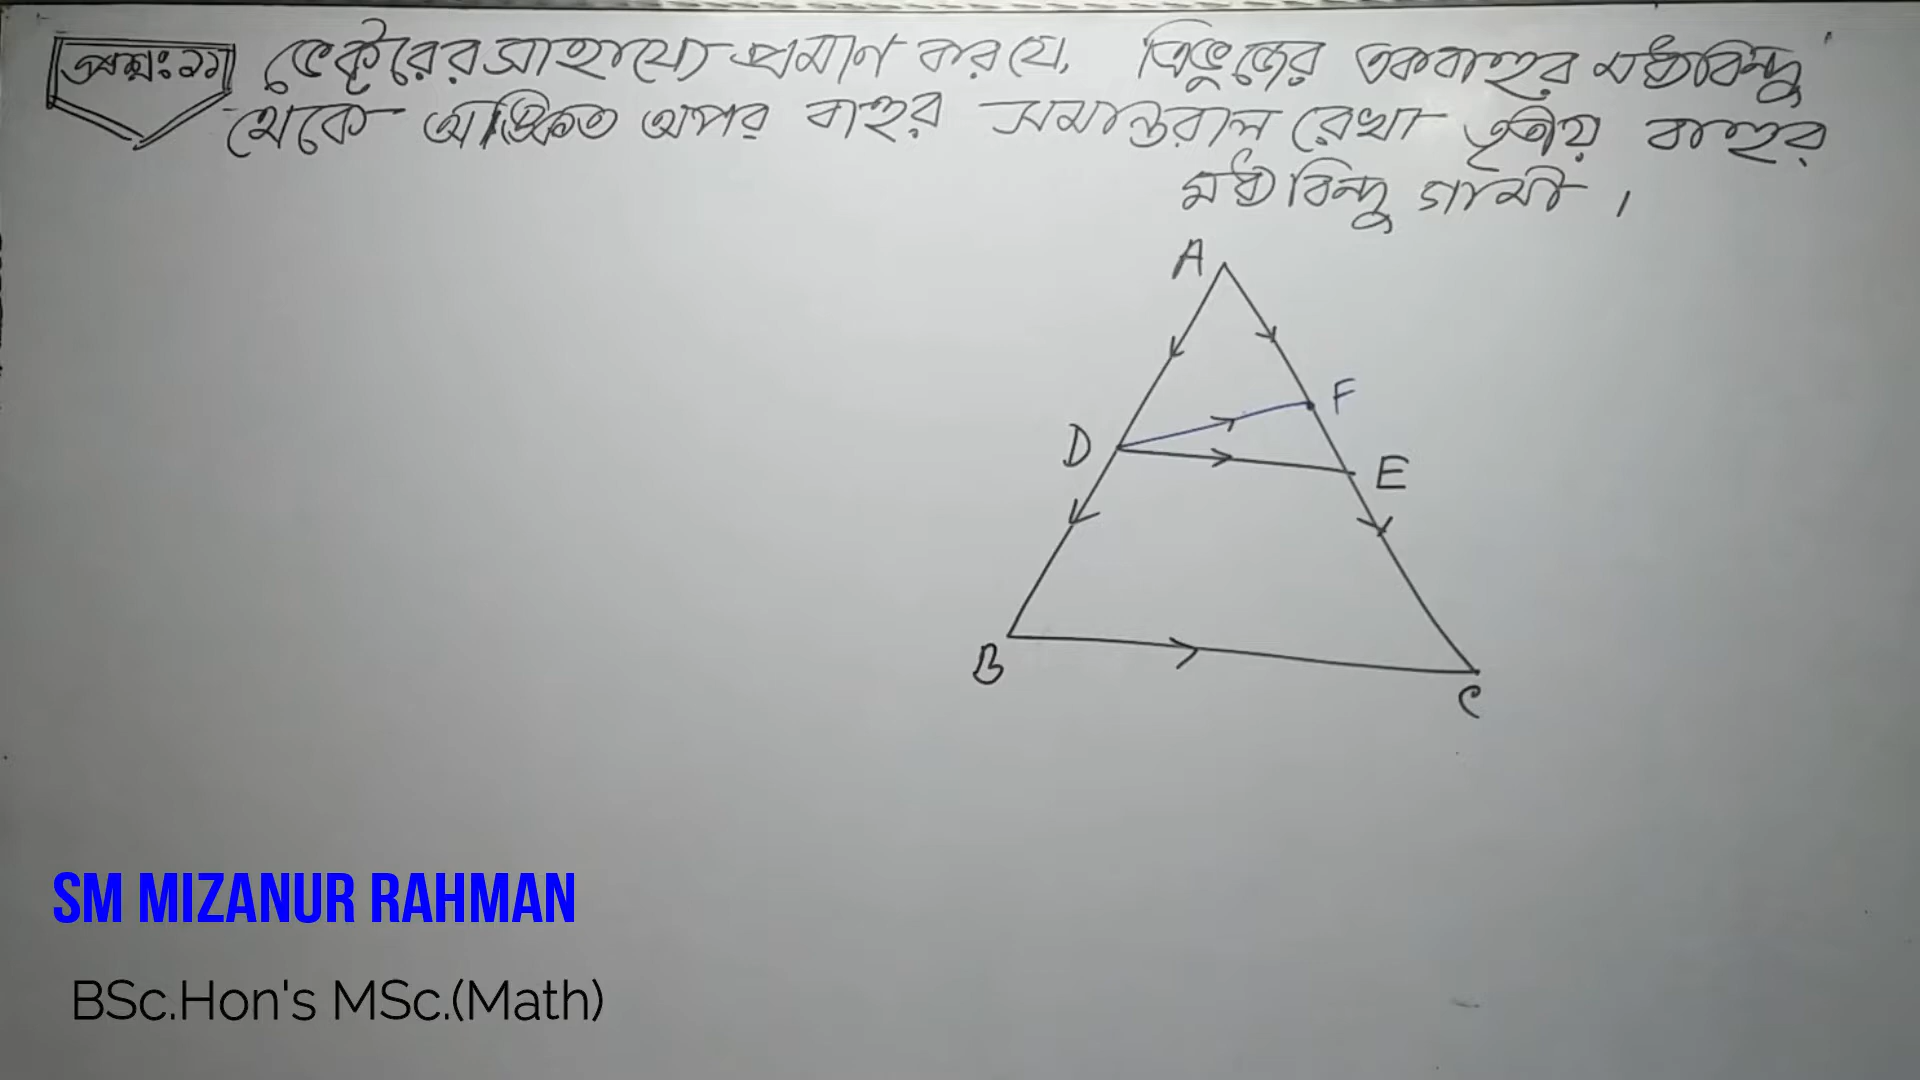 প্রশ্ন: ১১ ভেক্টরের সাহায্যে প্রমাণ কর যে, ত্রিভুজের একবাহুর মধ্যবিন্দু
থেকে অঙ্কিত অপর বাহুর সমান্তরাল রেখা তৃতীয় বাহুর
মধ্যবিন্দু গামী।
A
F
D
E
B
C
SM MIZANUR RAHMAN
BSc.Hon's MSc.(Math)